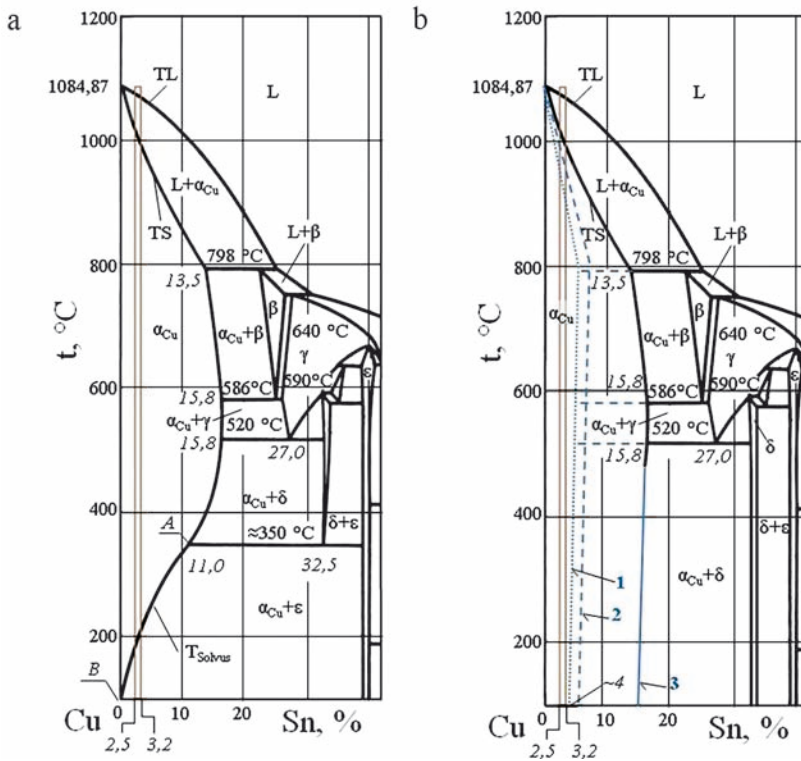 a
1200
1084,87
TL
L
1000
L+αCu
TS
L+β
798 °C
800
13,5
αCu
αCu+β
β
640 °C
γ
t, °C
600
586°C
590°C
ε
15,8
αCu+γ
520 °C
15,8
27,0
αCu+δ
400
A
≈350 °C
δ+ε
11,0
32,5
αCu+ε
200
TSolvus
B
0
10
20
Cu
Sn, %
2,5
3,2
b
1200
1084,87
TL
L
1000
L+αCu
TS
L+β
798 °C
800
13,5
αCu
αCu+β
β
640 °C
γ
t, °C
600
15,8
586°C
590°C
ε
αCu+γ
520 °C
δ
15,8
27,0
400
δ+ε
1
αCu+δ
2
200
~4
3
0
10
20
Cu
Sn, %
2,5
3,2